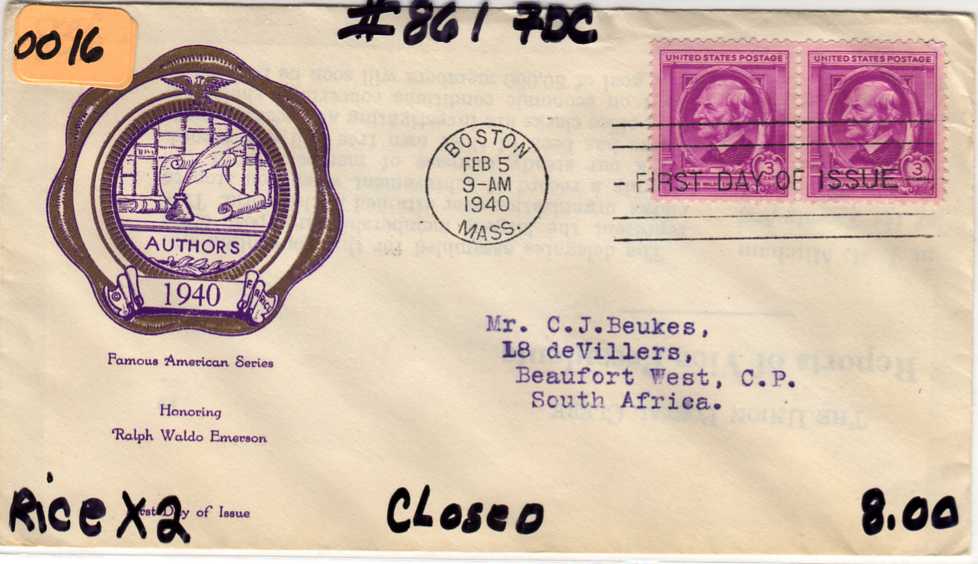 0016
#861 FDC
UNITED STATES POSTAGE
3
UNITED STATES POSTAGE
3
BOSTON
FEB 5
9-AM
1940
MASS.
FIRST DAY OF ISSUE
AUTHORS
1940
©
Famous American Series
Honoring
Ralph Waldo Emerson
Day of Issue
Mr. C.J.Beukes,
L8 deVillers,
Beaufort West, C.P.
South Africa.
Rice X2
Closed
8.00